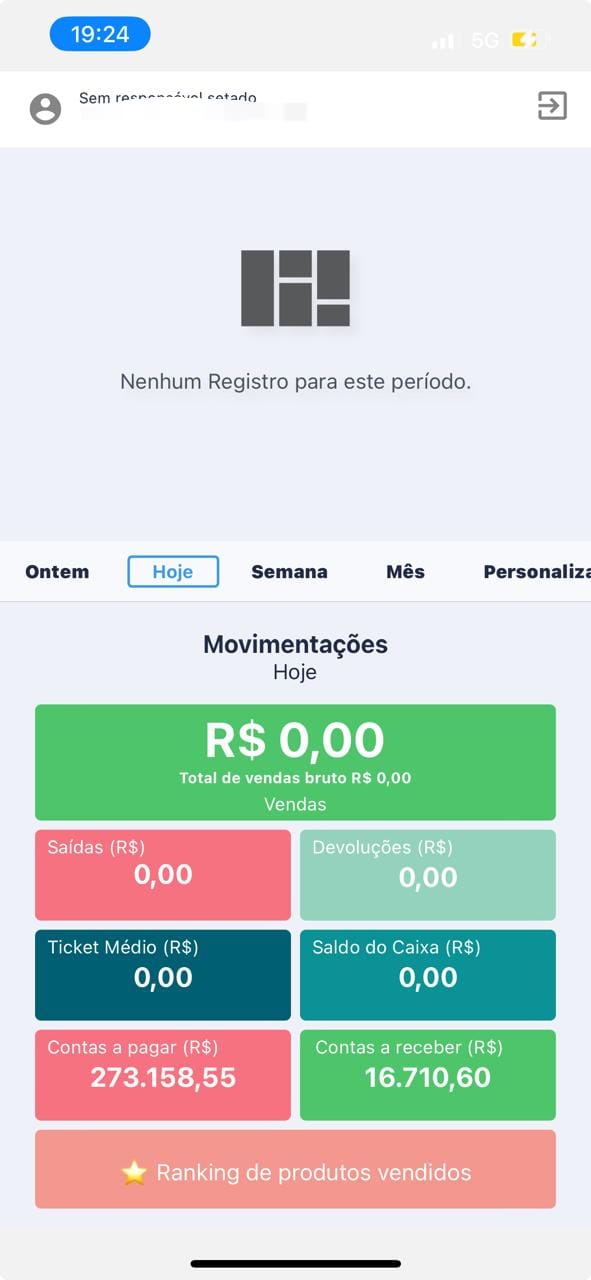 19:24
5G
Sem responsável setado
Nenhum Registro para este período.
Ontem Hoje Semana Mês Personaliza
Movimentações
Hoje
R$ 0,00
Total de vendas bruto R$ 0,00
Vendas
Saídas (R$) Devoluções (R$)
0,00 0,00
Ticket Médio (R$) Saldo do Caixa (R$)
0,00 0,00
Contas a pagar (R$) Contas a receber (R$)
273.158,55 16.710,60
Ranking de produtos vendidos